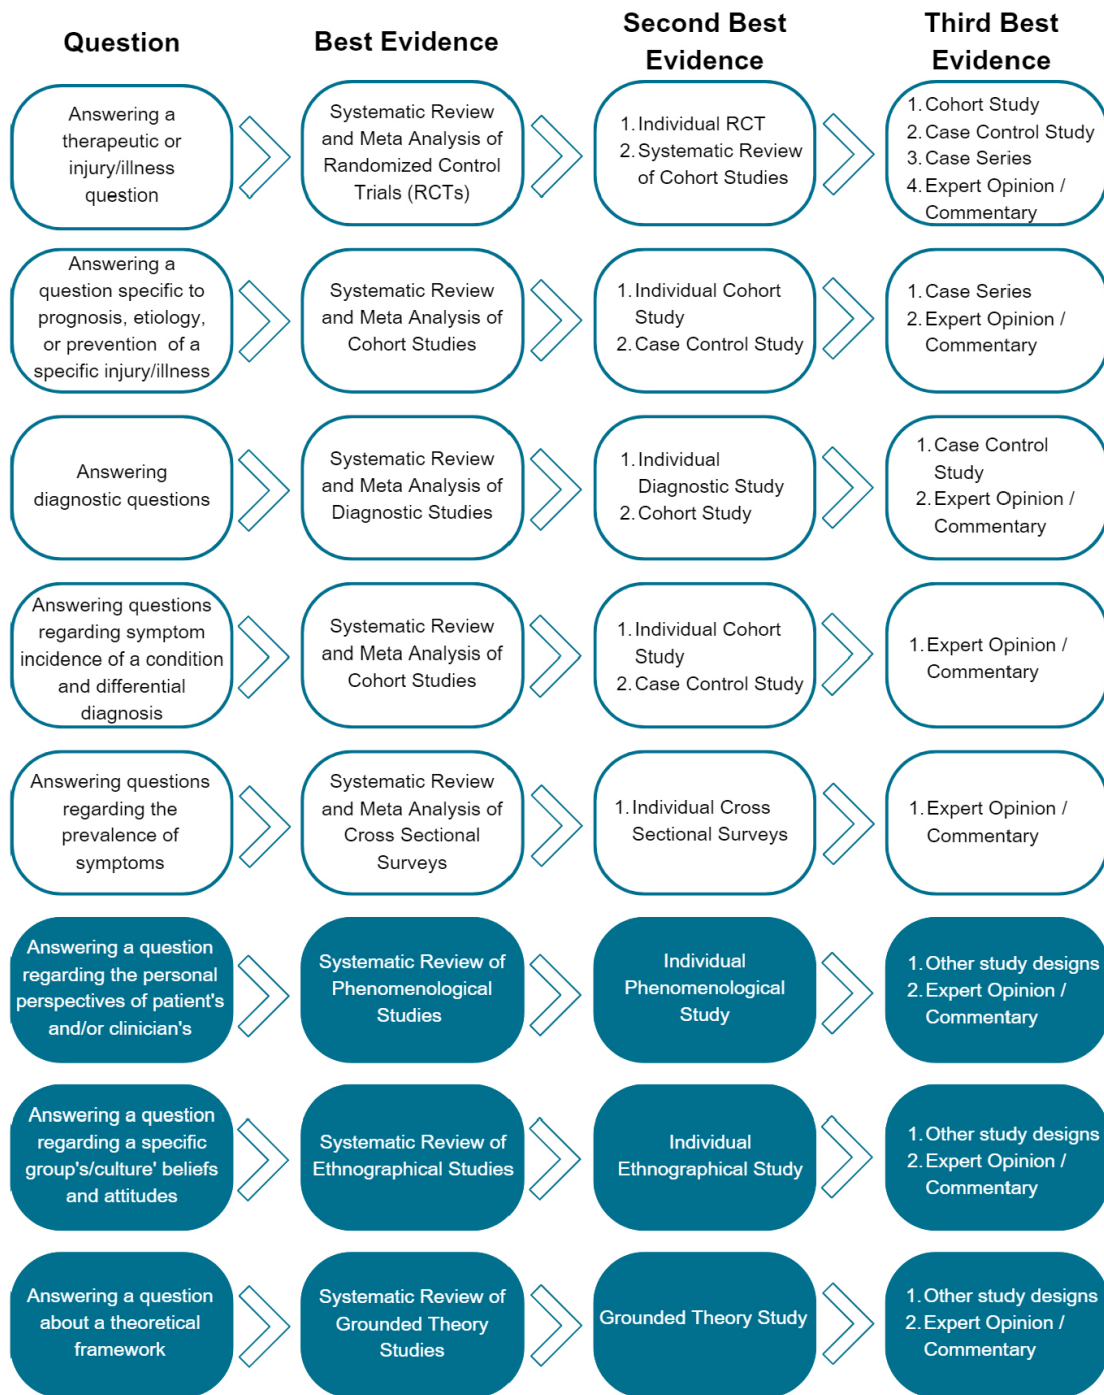 Question
Best Evidence
Second Best
Evidence
Third Best
Evidence
Answering a
therapeutic or
injury/illness
question
Systematic Review
and Meta Analysis of
Randomized Control
Trials (RCTs)
1. Individual RCT
2. Systematic Review
of Cohort Studies
1. Cohort Study
2. Case Control Study
3. Case Series
4. Expert Opinion /
Commentary
Answering a
question specific to
prognosis, etiology,
or prevention of a
specific injury/illness
Systematic Review
and Meta Analysis of
Cohort Studies
1. Individual Cohort
Study
2. Case Control Study
1. Case Series
2. Expert Opinion /
Commentary
Answering
diagnostic questions
Systematic Review
and Meta Analysis of
Diagnostic Studies
1. Individual
Diagnostic Study
2. Cohort Study
1. Case Control
Study
2. Expert Opinion /
Commentary
Answering questions
regarding symptom
incidence of a condition
and differential
diagnosis
Systematic Review
and Meta Analysis of
Cohort Studies
1. Individual Cohort
Study
2. Case Control Study
1. Expert Opinion /
Commentary
Answering questions
regarding the
prevalence of
symptoms
Systematic Review
and Meta Analysis of
Cross Sectional
Surveys
1. Individual Cross
Sectional Surveys
1. Expert Opinion /
Commentary
Answering a question
regarding the personal
perspectives of patient's
and/or clinician's
Systematic Review of
Phenomenological
Studies
Individual
Phenomenological
Study
1. Other study designs
2. Expert Opinion /
Commentary
Answering a question
regarding a specific
group's/culture' beliefs
and attitudes
Systematic Review of
Ethnographical Studies
Individual
Ethnographical Study
1. Other study designs
2. Expert Opinion /
Commentary
Answering a question
about a theoretical
framework
Systematic Review of
Grounded Theory
Studies
Grounded Theory Study
1. Other study designs
2. Expert Opinion /
Commentary